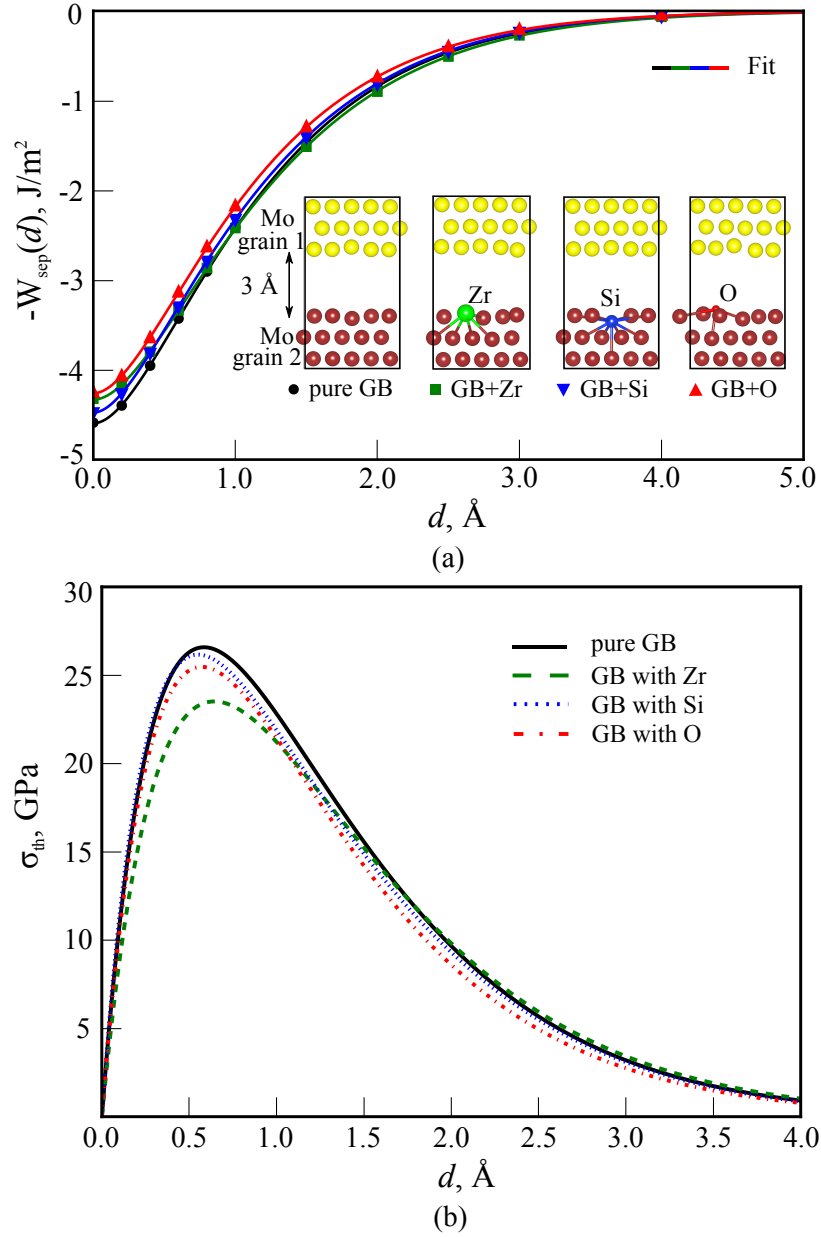 0
-1
-2
-3
-4
-5
-W_sep(d), J/m²
Fit
Mo
grain 1
3 Å
Mo
grain 2
Zr
Si
O
pure GB
GB+Zr
GB+Si
GB+O
0.0 1.0 2.0 3.0 4.0 5.0
d, Å
(a)
30
25
20
15
10
5
σ_th, GPa
pure GB
GB with Zr
GB with Si
GB with O
0.0 0.5 1.0 1.5 2.0 2.5 3.0 3.5 4.0
d, Å
(b)